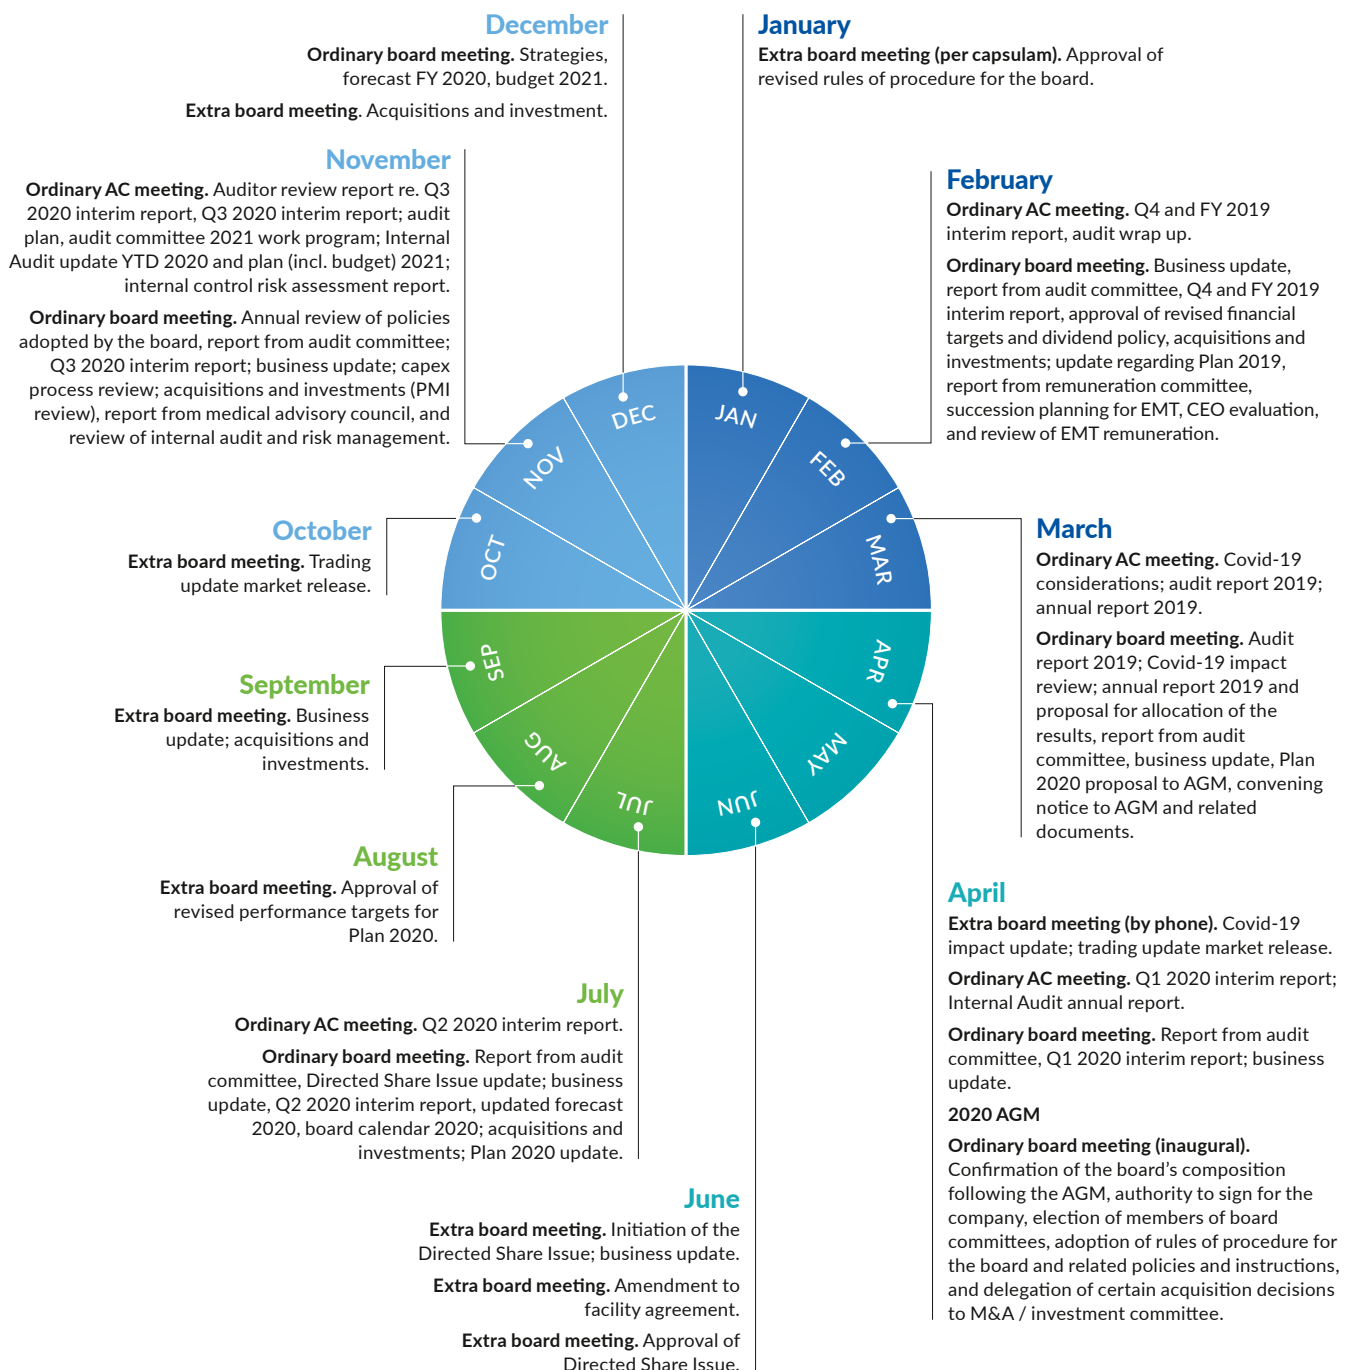 December
Ordinary board meeting. Strategies,
forecast FY 2020, budget 2021.
Extra board meeting. Acquisitions and investment.
January
Extra board meeting (per capsulam). Approval of
revised rules of procedure for the board.
November
Ordinary AC meeting. Auditor review report re. Q3
2020 interim report, Q3 2020 interim report; audit
plan, audit committee 2021 work program; Internal
Audit update YTD 2020 and plan (incl. budget) 2021;
internal control risk assessment report.
Ordinary board meeting. Annual review of policies
adopted by the board, report from audit committee;
Q3 2020 interim report; business update; capex
process review; acquisitions and investments (PMI
review), report from medical advisory council, and
review of internal audit and risk management.
February
Ordinary AC meeting. Q4 and FY 2019
interim report, audit wrap up.
Ordinary board meeting. Business update,
report from audit committee, Q4 and FY 2019
interim report, approval of revised financial
targets and dividend policy, acquisitions and
investments; update regarding Plan 2019,
report from remuneration committee,
succession planning for EMT, CEO evaluation,
and review of EMT remuneration.
DEC
JAN
NOV
FEB
OCT
MAR
SEP
APR
AUG
MAY
JUL
JUN
October
Extra board meeting. Trading
update market release.
March
Ordinary AC meeting. Covid-19
considerations; audit report 2019;
annual report 2019.
Ordinary board meeting. Audit
report 2019; Covid-19 impact
review; annual report 2019 and
proposal for allocation of the
results, report from audit
committee, business update, Plan
2020 proposal to AGM, convening
notice to AGM and related
documents.
September
Extra board meeting. Business
update; acquisitions and
investments.
August
Extra board meeting. Approval of
revised performance targets for
Plan 2020.
April
Extra board meeting (by phone). Covid-19
impact update; trading update market release.
Ordinary AC meeting. Q1 2020 interim report;
Internal Audit annual report.
Ordinary board meeting. Report from audit
committee, Q1 2020 interim report; business
update.
2020 AGM
Ordinary board meeting (inaugural).
Confirmation of the board's composition
following the AGM, authority to sign for the
company, election of members of board
committees, adoption of rules of procedure for
the board and related policies and instructions,
and delegation of certain acquisition decisions
to M&A / investment committee.
July
Ordinary AC meeting. Q2 2020 interim report.
Ordinary board meeting. Report from audit
committee, Directed Share Issue update; business
update, Q2 2020 interim report, updated forecast
2020, board calendar 2020; acquisitions and
investments; Plan 2020 update.
June
Extra board meeting. Initiation of the
Directed Share Issue; business update.
Extra board meeting. Amendment to
facility agreement.
Extra board meeting. Approval of
Directed Share Issue.